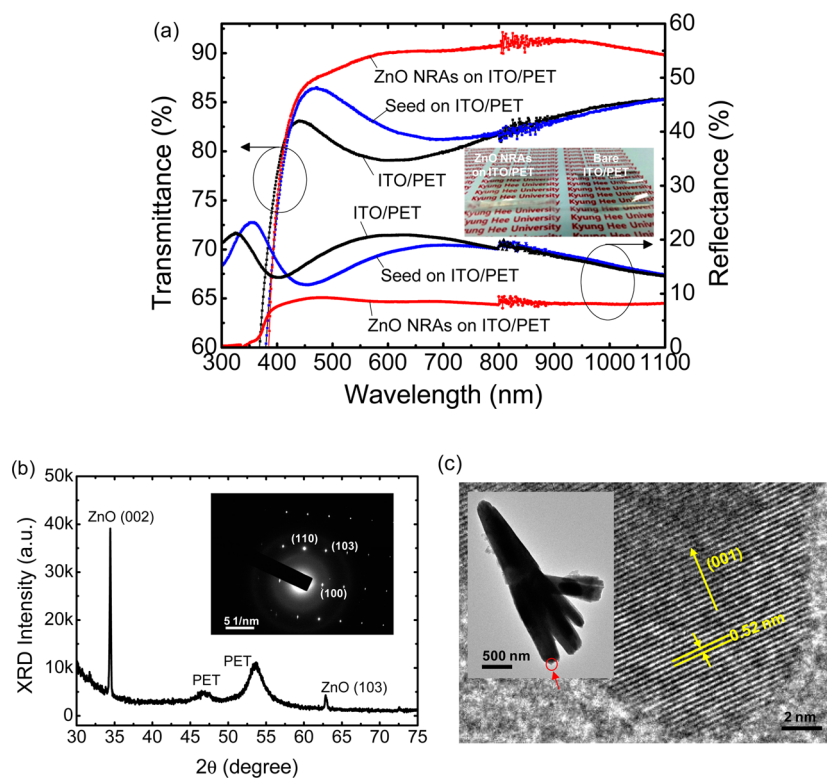 (a)
90
85
80
75
70
65
60
Transmittance (%)
60
50
40
30
20
10
0
Reflectance (%)
ZnO NRAs on ITO/PET
Seed on ITO/PET
ITO/PET
ZnO NRAs
on ITO/PET
Bare
ITO/PET
Kyung Hee University
ITO/PET
Seed on ITO/PET
ZnO NRAs on ITO/PET
300 400 500 600 700 800 900 1000 1100
Wavelength (nm)
(b)
50k
40k
30k
20k
10k
0
XRD Intensity (a.u.)
ZnO (002)
(110)
(103)
(100)
5 1/nm
PET
PET
ZnO (103)
30 35 40 45 50 55 60 65 70 75
2θ (degree)
(c)
(001)
0.52 nm
500 nm
2 nm